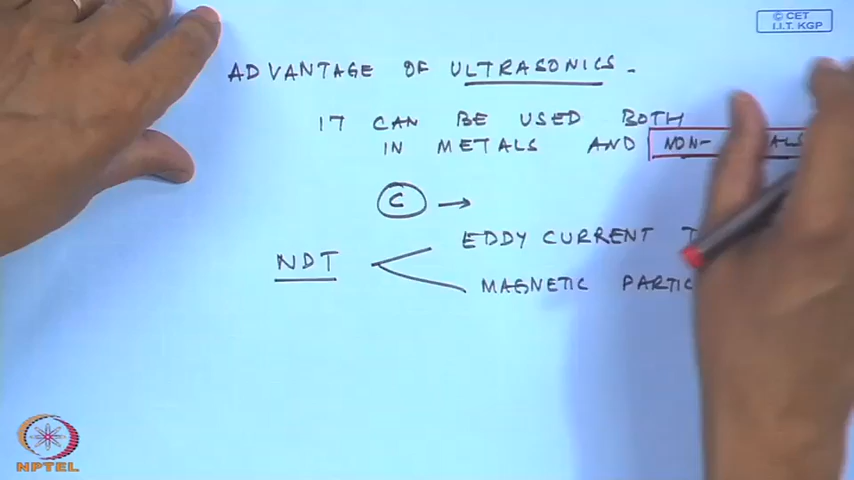 © CET
I.I.T. KGP
ADVANTAGE OF ULTRASONICS.
IT CAN BE USED BOTH
IN METALS AND NON-
C →
EDDY CURRENT
NDT
MAGNETIC
NPTEL